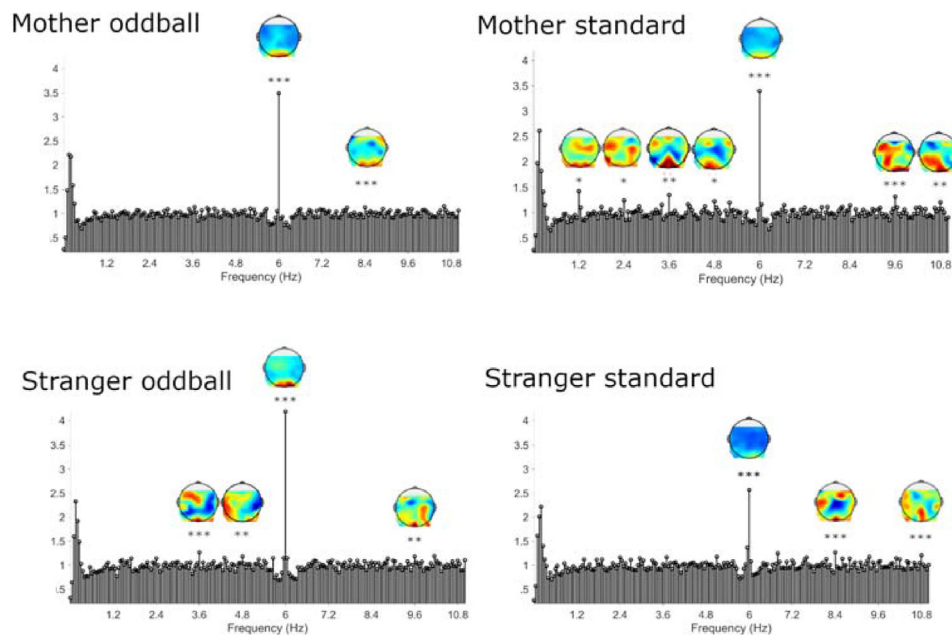 Mother oddball
***
4
3.5
3
2.5
2
1.5
1
.5
***
1.2 2.4 3.6 4.8 6 7.2 8.4 9.6 10.8
Frequency (Hz)
Mother standard
***
4
3.5
3
2.5
2
1.5
1
.5
* * ** * *** **
1.2 2.4 3.6 4.8 6 7.2 8.4 9.6 10.8
Frequency (Hz)
Stranger oddball
***
4
3.5
3
2.5
2
1.5
1
.5
*** ** **
1.2 2.4 3.6 4.8 6 7.2 8.4 9.6 10.8
Frequency (Hz)
Stranger standard
4
3.5
3
2.5
2
1.5
1
.5
***
*** ***
1.2 2.4 3.6 4.8 6 7.2 8.4 9.6 10.8
Frequency (Hz)